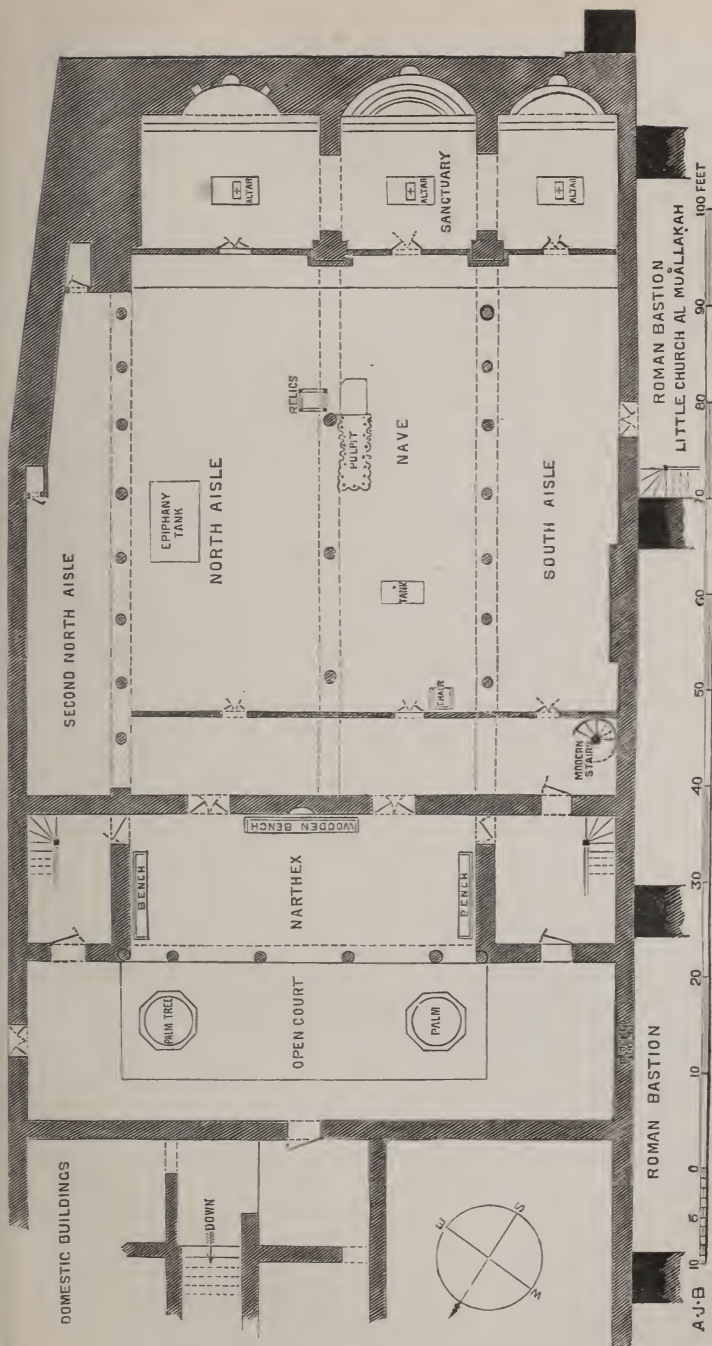 DOMESTIC BUILDINGS
DOWN
PALM TREE
OPEN COURT
PALM
BENCH
WOODEN BENCH
NARTHEX
BENCH
SECOND NORTH AISLE
EPIPHANY
TANK
NORTH AISLE
RELICS
PULPIT
NAVE
TANK
CHAIR
SOUTH AISLE
MODERN
STAIR
ALTAR
ALTAR
SANCTUARY
ALTAR
E
S
W
ROMAN BASTION
ROMAN BASTION
LITTLE CHURCH AL MUÂLLAḲAH
10 5 0 10 20 30 40 50 60 70 80 90 100 FEET
A·J·B